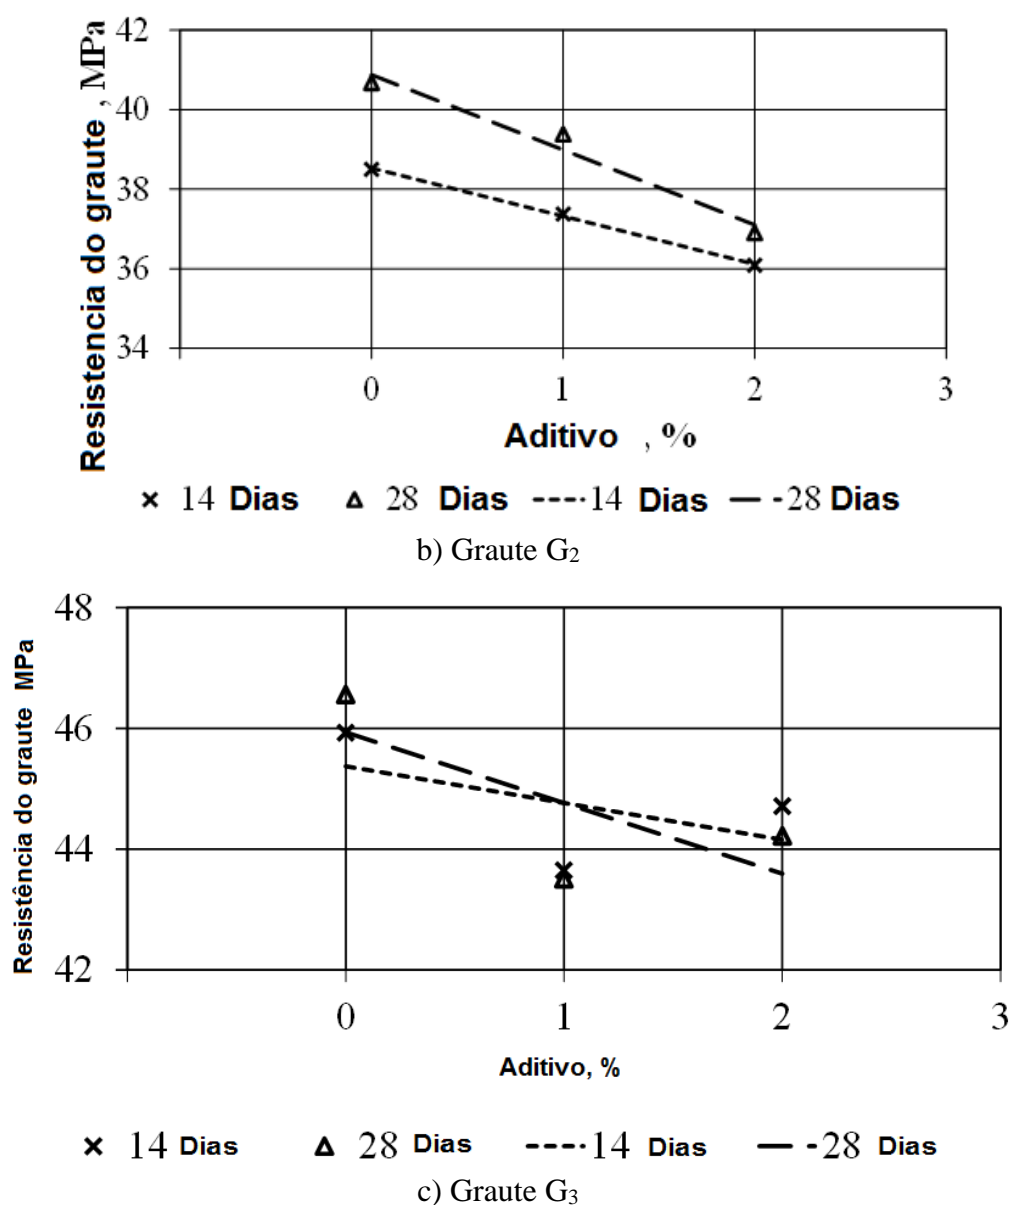 Resistencia do graute , MPa
42
40
38
36
34
0 1 2 3
Aditivo , %
14 Dias 28 Dias 14 Dias 28 Dias
b) Graute G₂
Resistência do graute MPa
48
46
44
42
0 1 2 3
Aditivo, %
14 Dias 28 Dias 14 Dias 28 Dias
c) Graute G₃